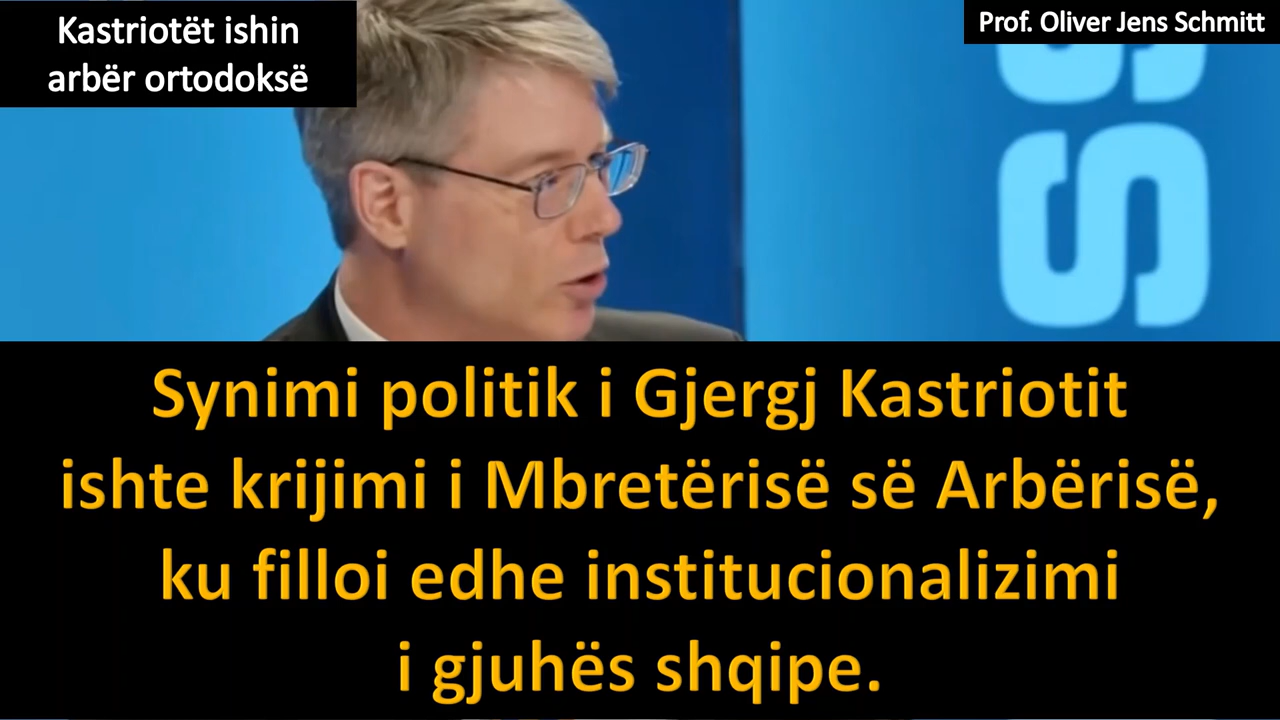 Kastriotët ishin
arbër ortodoksë
Prof. Oliver Jens Schmitt
Synimi politik i Gjergj Kastriotit
ishte krijimi i Mbretërisë së Arbërisë,
ku filloi edhe institucionalizimi
i gjuhës shqipe.